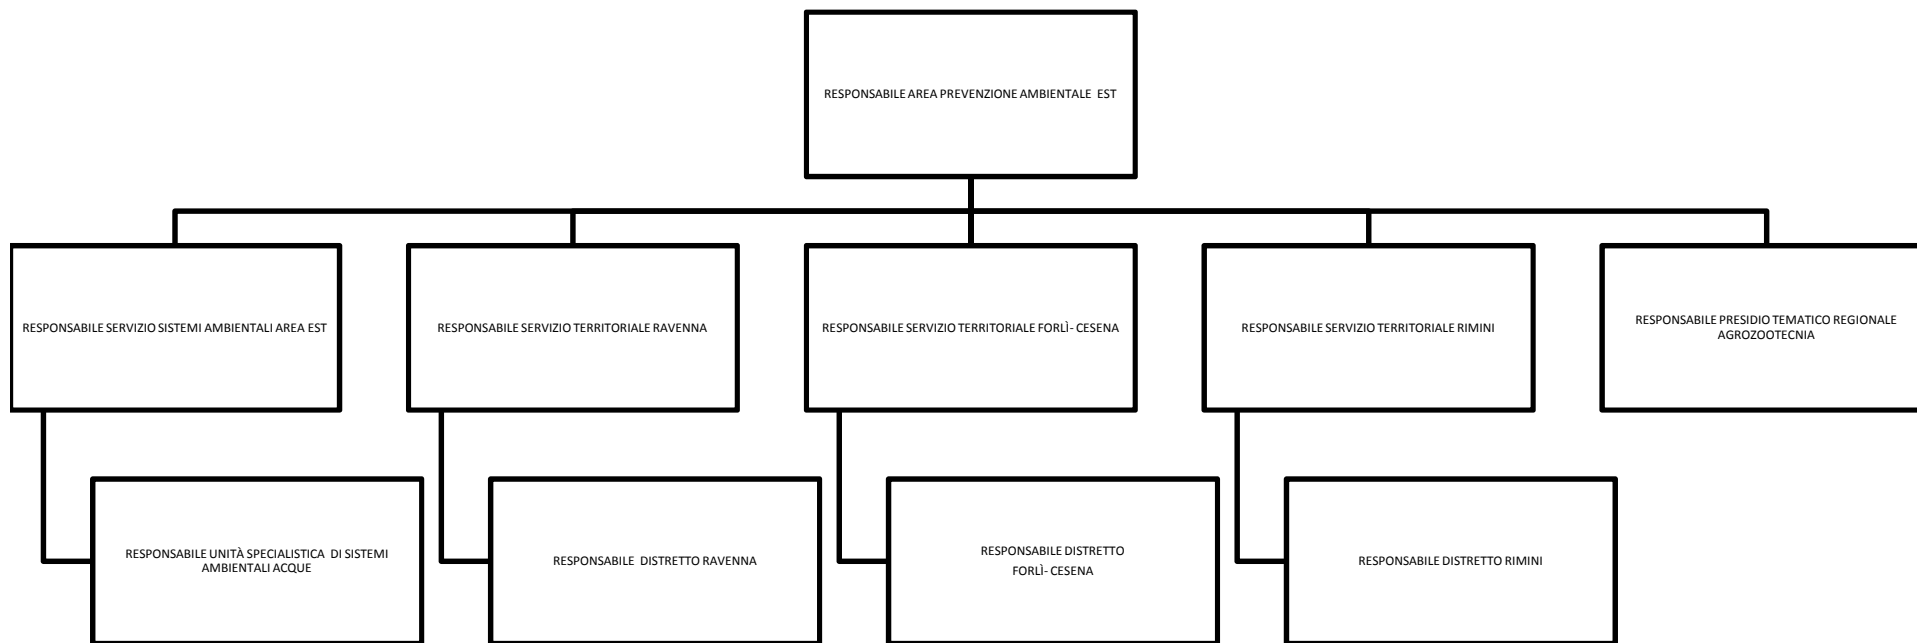 RESPONSABILE AREA PREVENZIONE AMBIENTALE EST
RESPONSABILE SERVIZIO SISTEMI AMBIENTALI AREA EST
RESPONSABILE SERVIZIO TERRITORIALE RAVENNA
RESPONSABILE SERVIZIO TERRITORIALE FORLÌ- CESENA
RESPONSABILE SERVIZIO TERRITORIALE RIMINI
RESPONSABILE PRESIDIO TEMATICO REGIONALE
AGROZOOTECNIA
RESPONSABILE UNITÀ SPECIALISTICA DI SISTEMI
AMBIENTALI ACQUE
RESPONSABILE DISTRETTO RAVENNA
RESPONSABILE DISTRETTO
FORLÌ- CESENA
RESPONSABILE DISTRETTO RIMINI